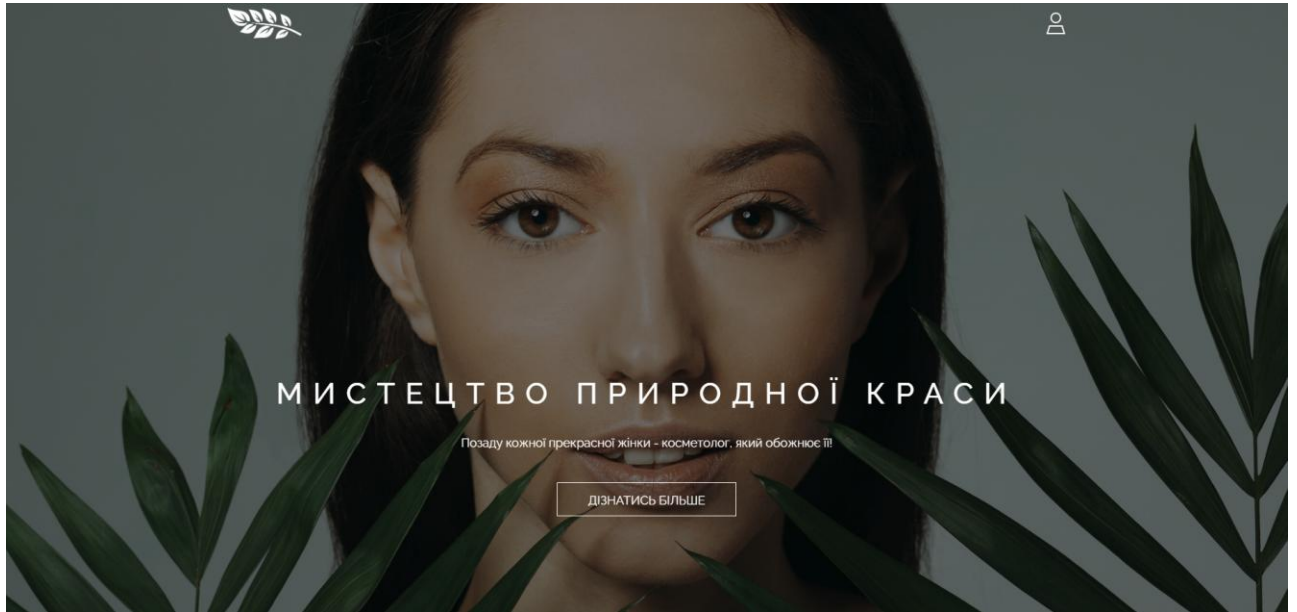 МИСТЕЦТВО ПРИРОДНОЇ КРАСИ
Позаду кожної прекрасної жінки - косметолог, який обожнює її!
ДІЗНАТИСЬ БІЛЬШЕ